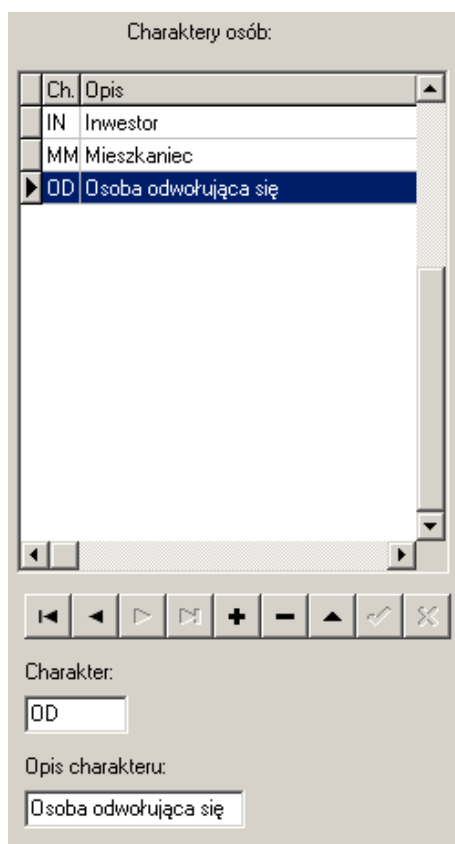 Charaktery osób:
Ch. Opis
IN Inwestor
MM Mieszkaniec
OD Osoba odwołująca się
Charakter:
OD
Opis charakteru:
Osoba odwołująca się